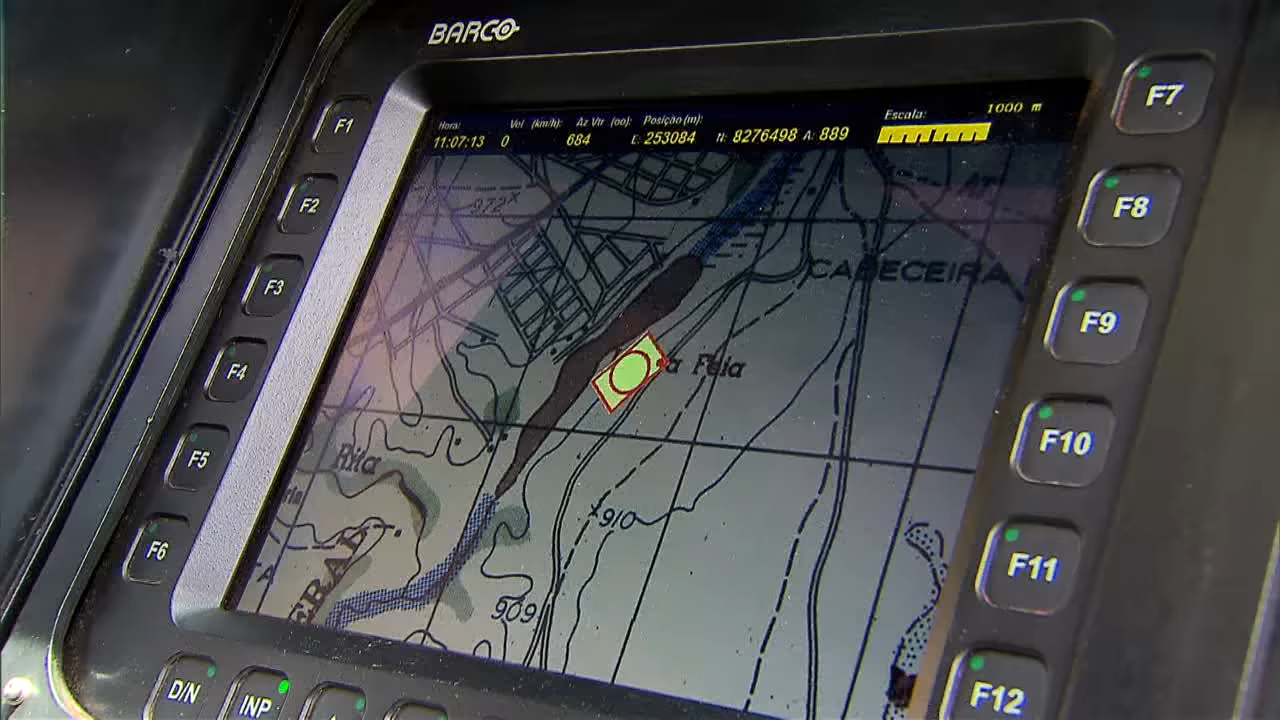 BARCO
F7
F1
Hora: Vel (km/h): Az Vtr (oo): Posição (m): Escala: 1000 m
11:07:13 0 684 E: 253084 N: 8276498 A: 889
F2
972
F8
CABECEIRA
F3
F9
a Feia
F4
F10
Rita
F5
910
F11
F6
ERAL
909
F12
D/N
INP